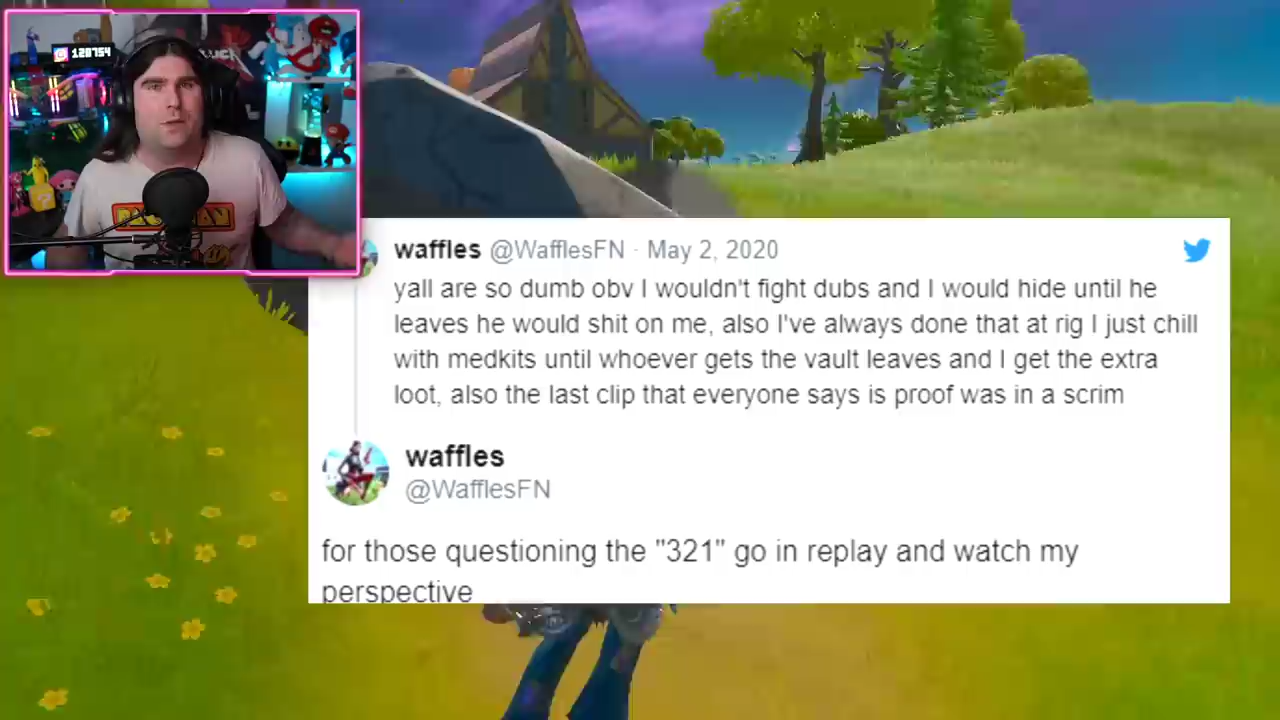 128754
waffles @WafflesFN · May 2, 2020
yall are so dumb obv I wouldn't fight dubs and I would hide until he
leaves he would shit on me, also I've always done that at rig I just chill
with medkits until whoever gets the vault leaves and I get the extra
loot, also the last clip that everyone says is proof was in a scrim
waffles
@WafflesFN
for those questioning the "321" go in replay and watch my
perspective